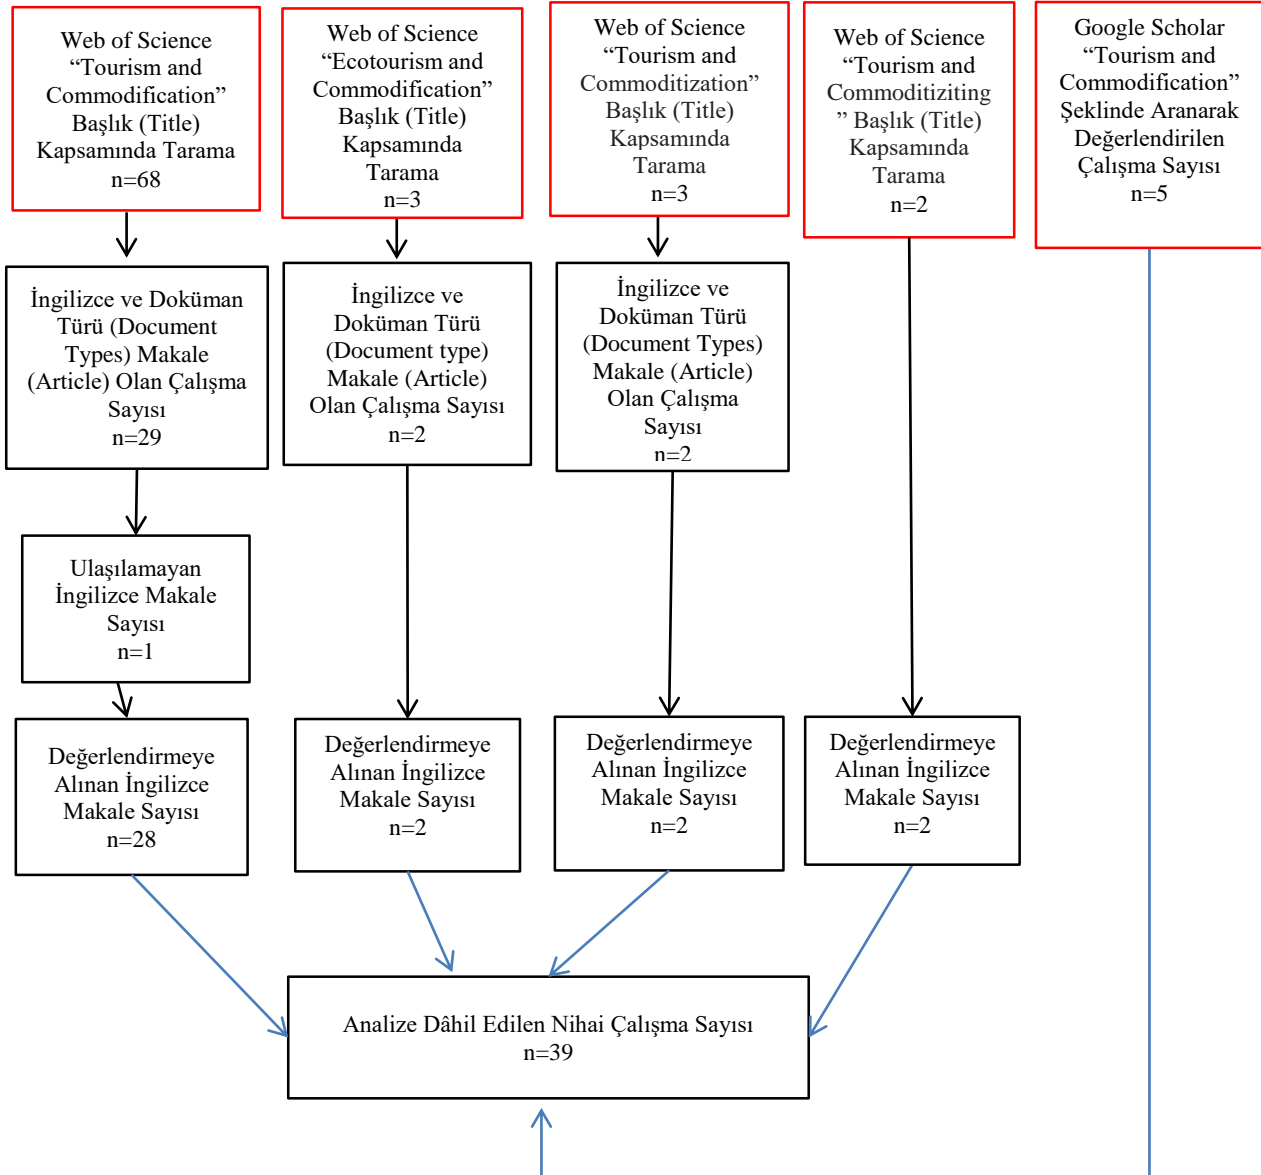 Web of Science
“Tourism and
Commodification”
Başlık (Title)
Kapsamında Tarama
n=68
Web of Science
“Ecotourism and
Commodification”
Başlık (Title)
Kapsamında
Tarama
n=3
Web of Science
“Tourism and
Commoditization”
Başlık (Title)
Kapsamında
Tarama
n=3
Web of Science
“Tourism and
Commoditiziting
” Başlık (Title)
Kapsamında
Tarama
n=2
Google Scholar
“Tourism and
Commodification”
Şeklinde Aranarak
Değerlendirilen
Çalışma Sayısı
n=5
İngilizce ve Doküman
Türü (Document
Types) Makale
(Article) Olan Çalışma
Sayısı
n=29
İngilizce ve
Doküman Türü
(Document type)
Makale (Article)
Olan Çalışma Sayısı
n=2
İngilizce ve
Doküman Türü
(Document Types)
Makale (Article)
Olan Çalışma
Sayısı
n=2
Ulaşılamayan
İngilizce Makale
Sayısı
n=1
Değerlendirmeye
Alınan İngilizce
Makale Sayısı
n=28
Değerlendirmeye
Alınan İngilizce
Makale Sayısı
n=2
Değerlendirmeye
Alınan İngilizce
Makale Sayısı
n=2
Değerlendirmeye
Alınan İngilizce
Makale Sayısı
n=2
Analize Dâhil Edilen Nihai Çalışma Sayısı
n=39